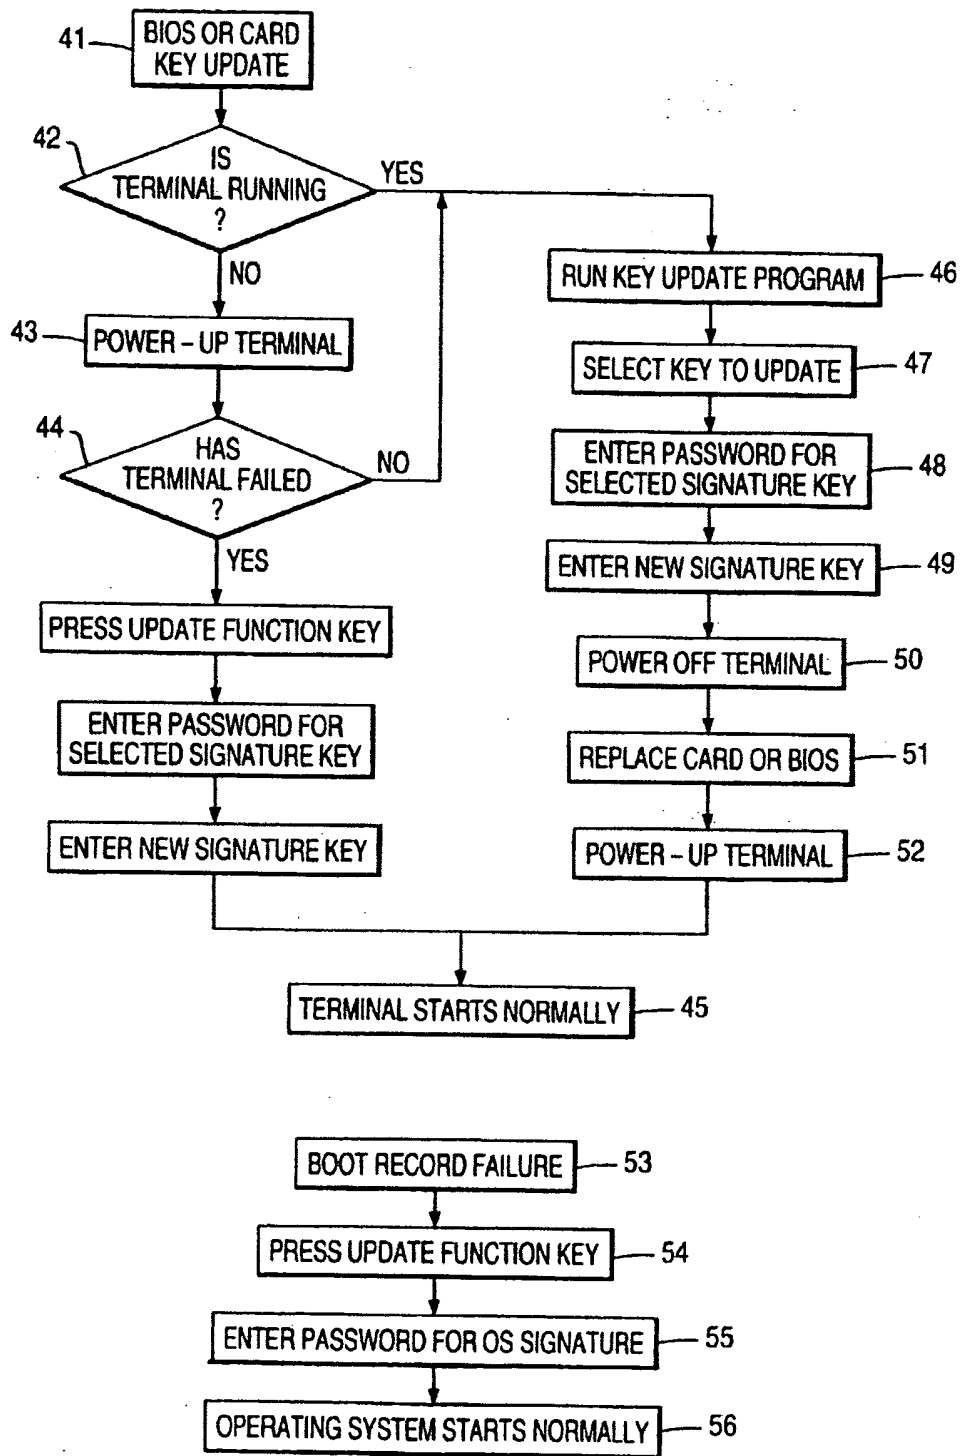 41
BIOS OR CARD
KEY UPDATE
42
IS
TERMINAL RUNNING
?
YES
NO
43
POWER – UP TERMINAL
44
HAS
TERMINAL FAILED
?
NO
YES
PRESS UPDATE FUNCTION KEY
ENTER PASSWORD FOR
SELECTED SIGNATURE KEY
ENTER NEW SIGNATURE KEY
RUN KEY UPDATE PROGRAM
46
SELECT KEY TO UPDATE
47
ENTER PASSWORD FOR
SELECTED SIGNATURE KEY
48
ENTER NEW SIGNATURE KEY
49
POWER OFF TERMINAL
50
REPLACE CARD OR BIOS
51
POWER – UP TERMINAL
52
TERMINAL STARTS NORMALLY
45
BOOT RECORD FAILURE
53
PRESS UPDATE FUNCTION KEY
54
ENTER PASSWORD FOR OS SIGNATURE
55
OPERATING SYSTEM STARTS NORMALLY
56